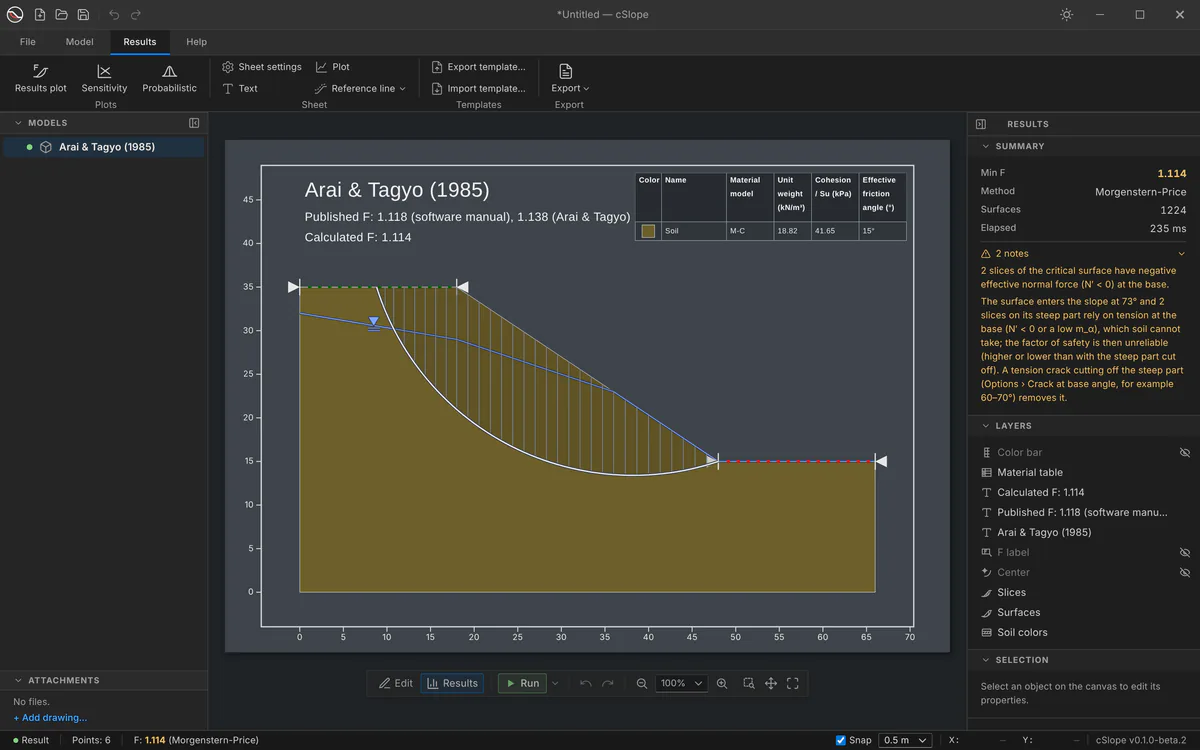 *Untitled — cSlope
File Model Results Help
Results plot Sensitivity Probabilistic
Plots
Sheet settings Plot
Text Reference line
Sheet
Export template...
Import template...
Templates
Export
Export
MODELS
Arai & Tagyo (1985)
ATTACHMENTS
No files.
+ Add drawing...
Arai & Tagyo (1985)
Published F: 1.118 (software manual), 1.138 (Arai & Tagyo)
Calculated F: 1.114
Color Name Material model Unit weight (kN/m³) Cohesion / Su (kPa) Effective friction angle (°)
Soil M-C 18.82 41.65 15°
45
40
35
30
25
20
15
10
5
0
0 5 10 15 20 25 30 35 40 45 50 55 60 65 70
Edit Results Run 100%
RESULTS
SUMMARY
Min F 1.114
Method Morgenstern-Price
Surfaces 1224
Elapsed 235 ms
2 notes
2 slices of the critical surface have negative
effective normal force (N' < 0) at the base.
The surface enters the slope at 73° and 2
slices on its steep part rely on tension at the
base (N' < 0 or a low m_α), which soil cannot
take; the factor of safety is then unreliable
(higher or lower than with the steep part cut
off). A tension crack cutting off the steep part
(Options › Crack at base angle, for example
60–70°) removes it.
LAYERS
Color bar
Material table
Calculated F: 1.114
Published F: 1.118 (software manu...
Arai & Tagyo (1985)
F label
Center
Slices
Surfaces
Soil colors
SELECTION
Select an object on the canvas to edit its
properties.
Result Points: 6 F: 1.114 (Morgenstern-Price) Snap 0.5 m X: – Y: – cSlope v0.1.0-beta.2